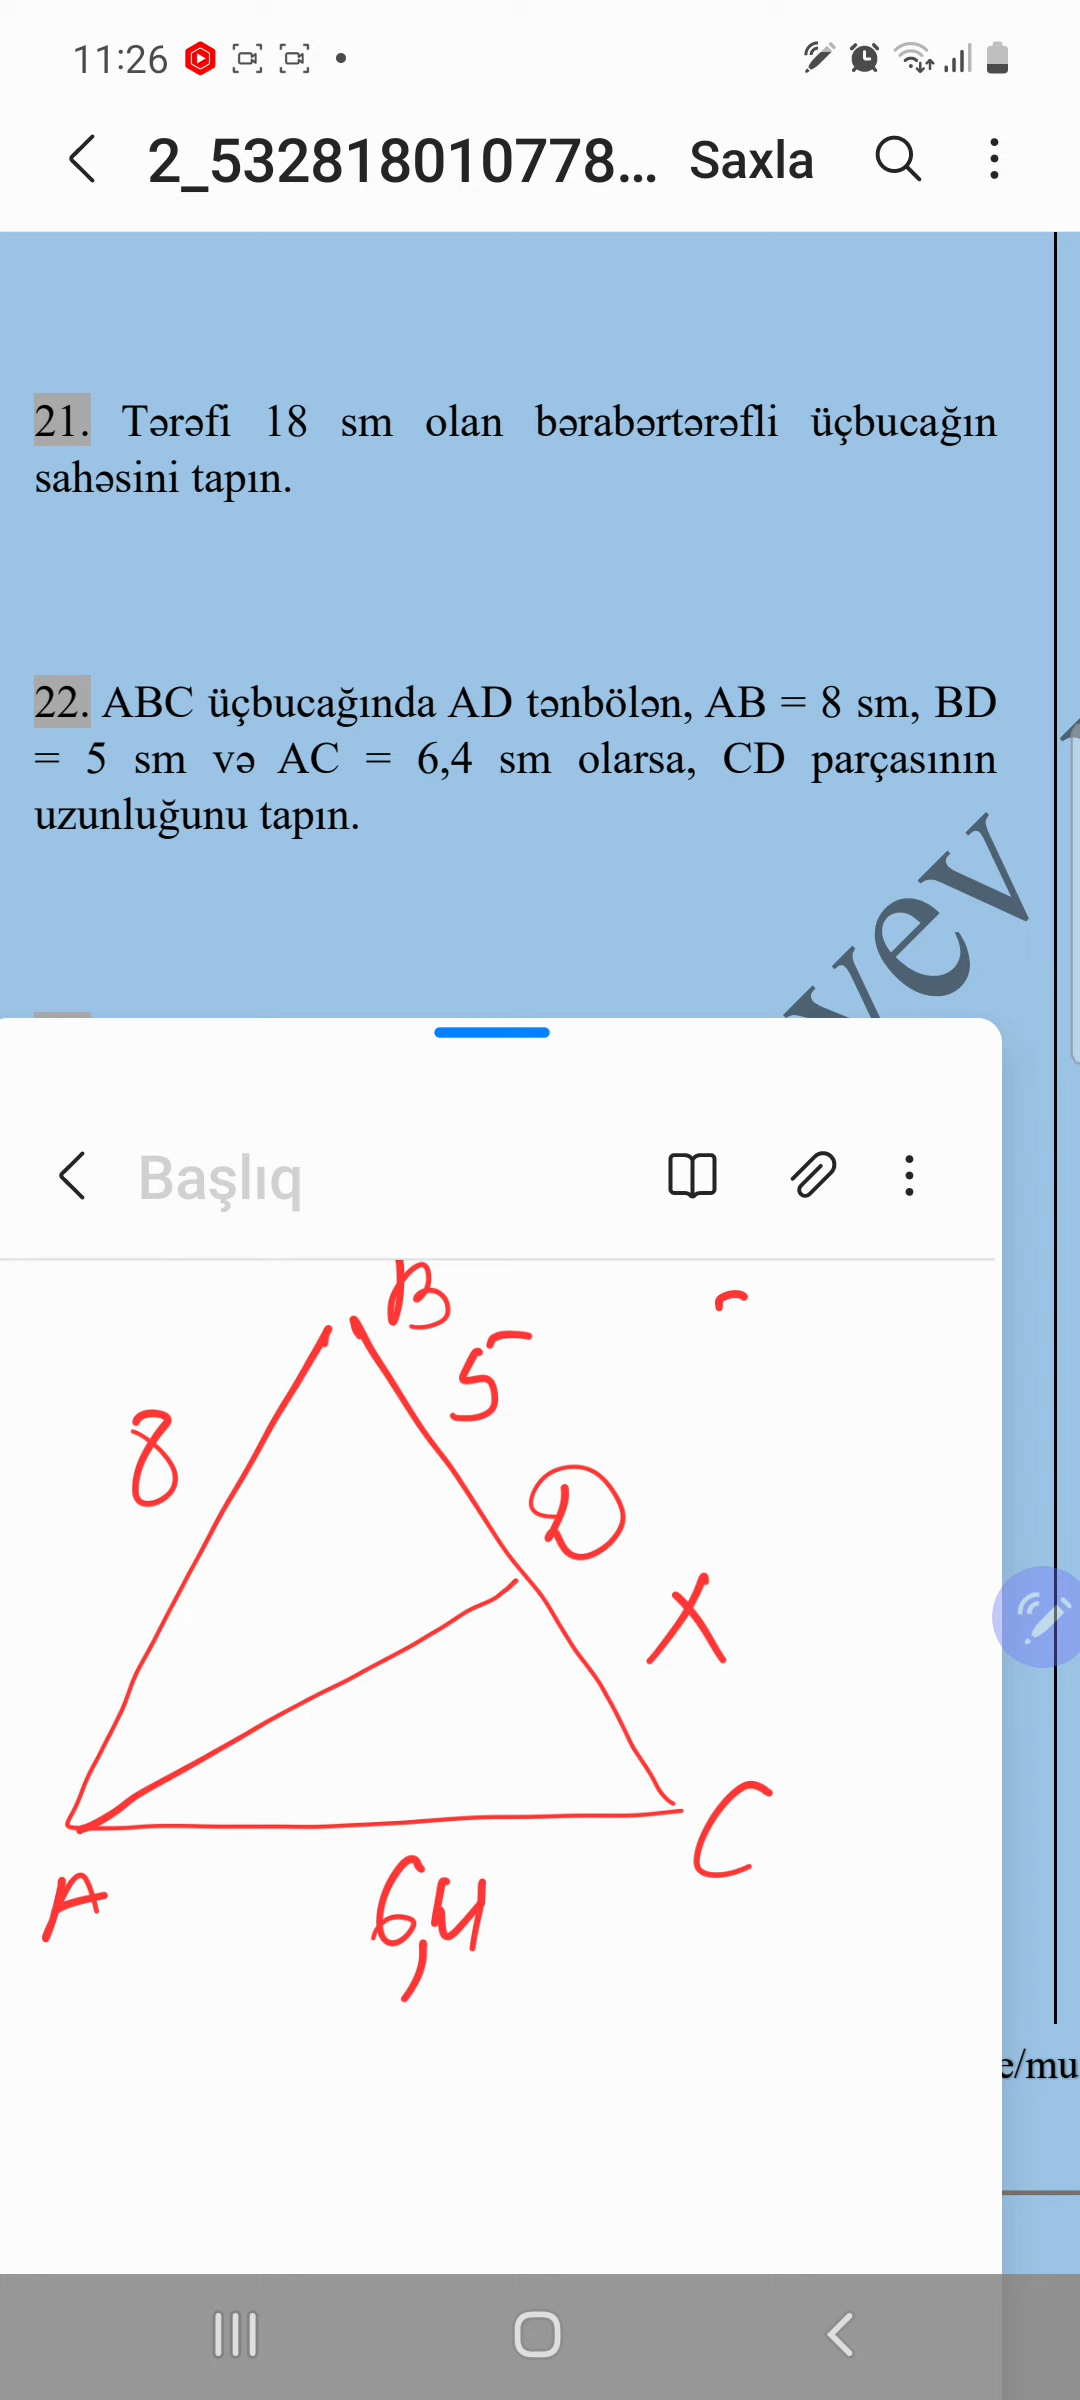 11:26
2_532818010778... Saxla
21. Tərəfi 18 sm olan bərabərtərəfli üçbucağın
sahəsini tapın.
22. ABC üçbucağında AD tənbölən, AB = 8 sm, BD
= 5 sm və AC = 6,4 sm olarsa, CD parçasının
uzunluğunu tapın.
yev
Başlıq
B
5
8
D
X
C
A
6,4
e/mu